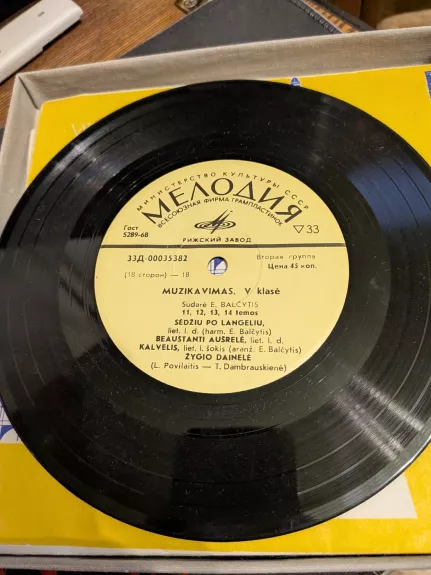 МИНИСТЕРСТВО КУЛЬТУРЫ СССР
МЕЛОДИЯ
ВСЕСОЮЗНАЯ ФИРМА ГРАМПЛАСТИНОК
Гост
5289-68
33
РИЖСКИЙ ЗАВОД
33Д-00035382
Вторая группа
(18 сторон) — 18
Цена 45 коп.
MUZIKAVIMAS. V klasė
Sudarė E. BALČYTIS
11, 12, 13, 14 temos
SĖDŽIU PO LANGELIU,
liet. l. d. (harm. E. Balčytis)
BEAUSTANTI AUŠRELĖ, liet. l. d.
KALVELIS, liet. l. šokis (aranž. E. Balčytis)
ŽYGIO DAINELĖ
(L. Povilaitis — T. Dambrauskienė)